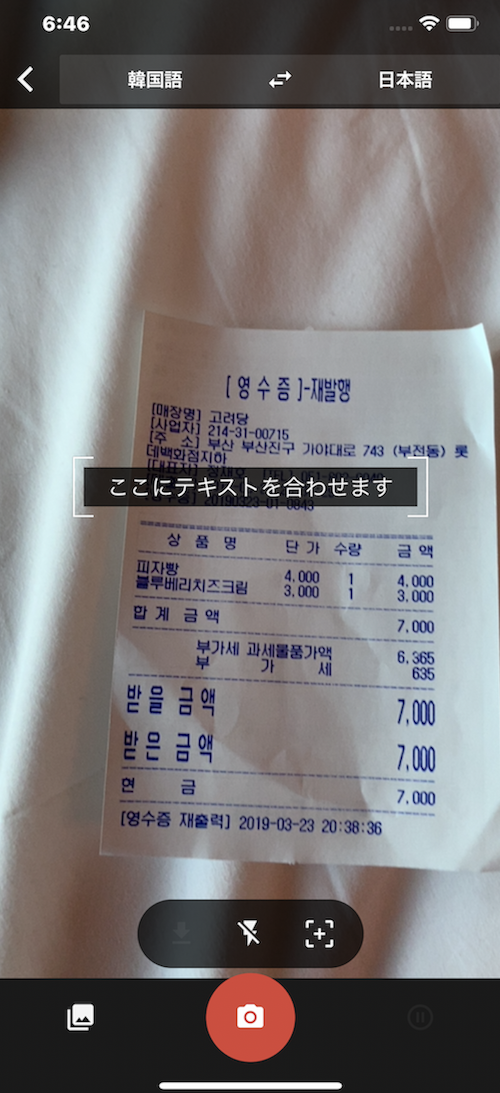 6:46
韓国語 日本語
[영수증]-재발행
[매장명] 고려당
[사업자] 214-31-00715
[주 소] 부산 부산진구 가야대로 743 (부전동) 롯
데백화점지하
ここにテキストを合わせます
20190323-01-0843
상 품 명 단 가 수량 금 액
피자빵 4,000 1 4,000
블루베리치즈크림 3,000 1 3,000
합 계 금 액 7,000
부가세 과세물품가액 6,365
부 가 세 635
받을 금액 7,000
받은 금액 7,000
현 금 7,000
[영수증 재출력] 2019-03-23 20:38:36